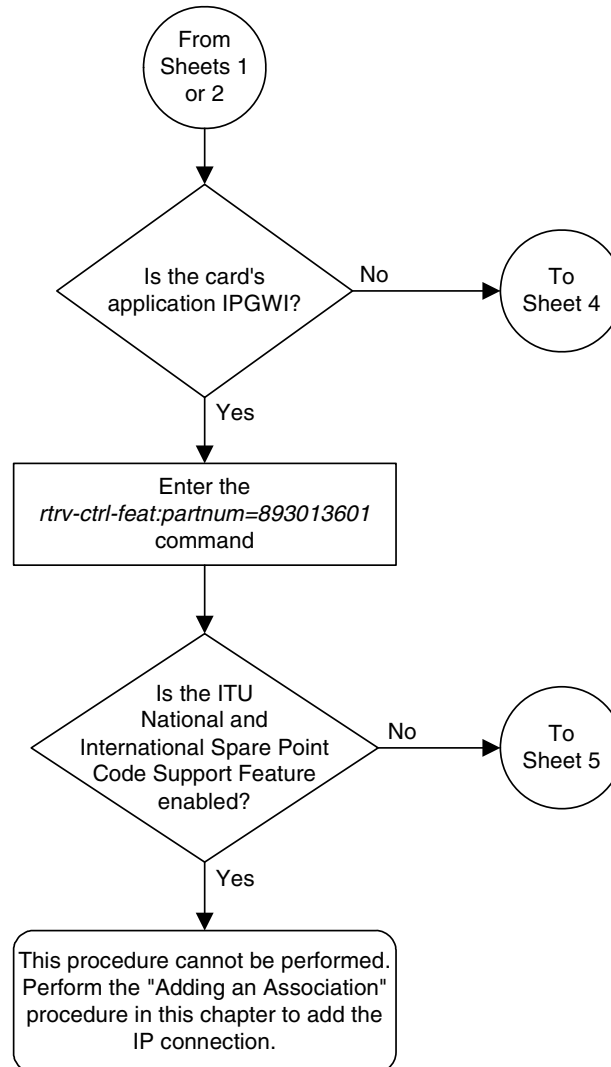 From
Sheets 1
or 2
Is the card's
application IPGWI?
No
To
Sheet 4
Yes
Enter the
rtrv-ctrl-feat:partnum=893013601
command
Is the ITU
National and
International Spare Point
Code Support Feature
enabled?
No
To
Sheet 5
Yes
This procedure cannot be performed.
Perform the "Adding an Association"
procedure in this chapter to add the
IP connection.